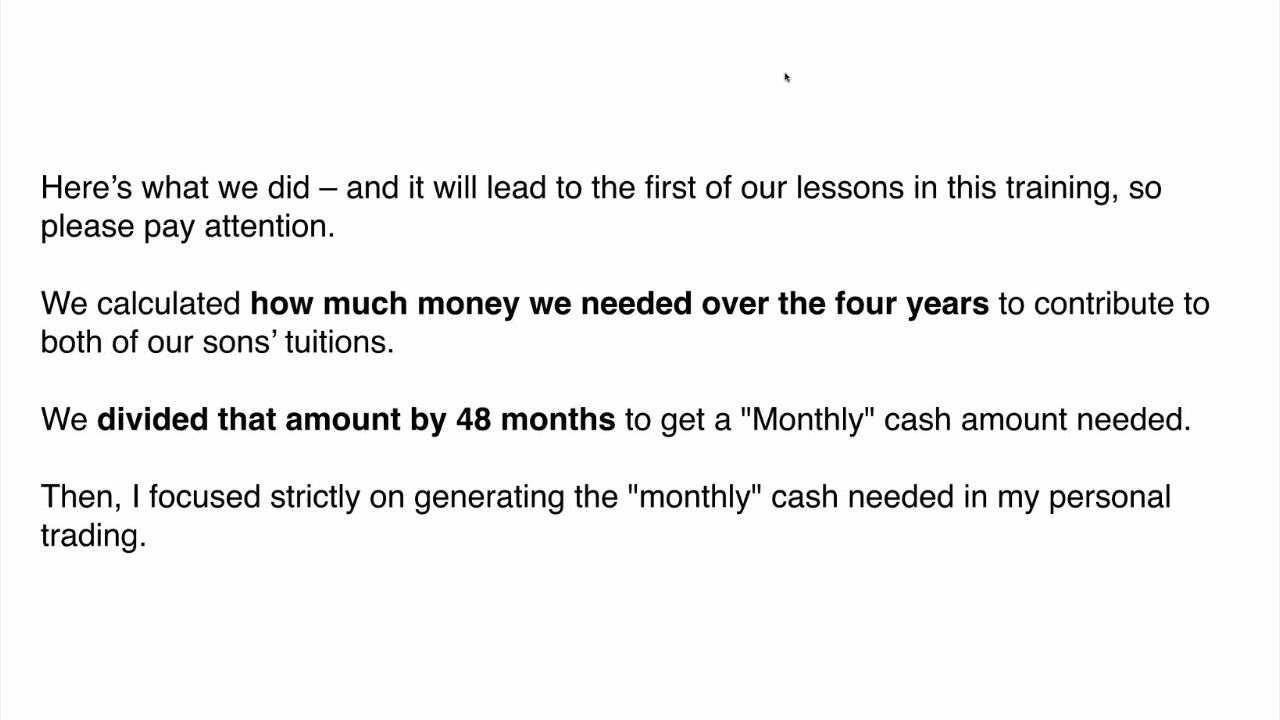 Here’s what we did – and it will lead to the first of our lessons in this training, so
please pay attention.
We calculated how much money we needed over the four years to contribute to
both of our sons’ tuitions.
We divided that amount by 48 months to get a "Monthly" cash amount needed.
Then, I focused strictly on generating the "monthly" cash needed in my personal
trading.